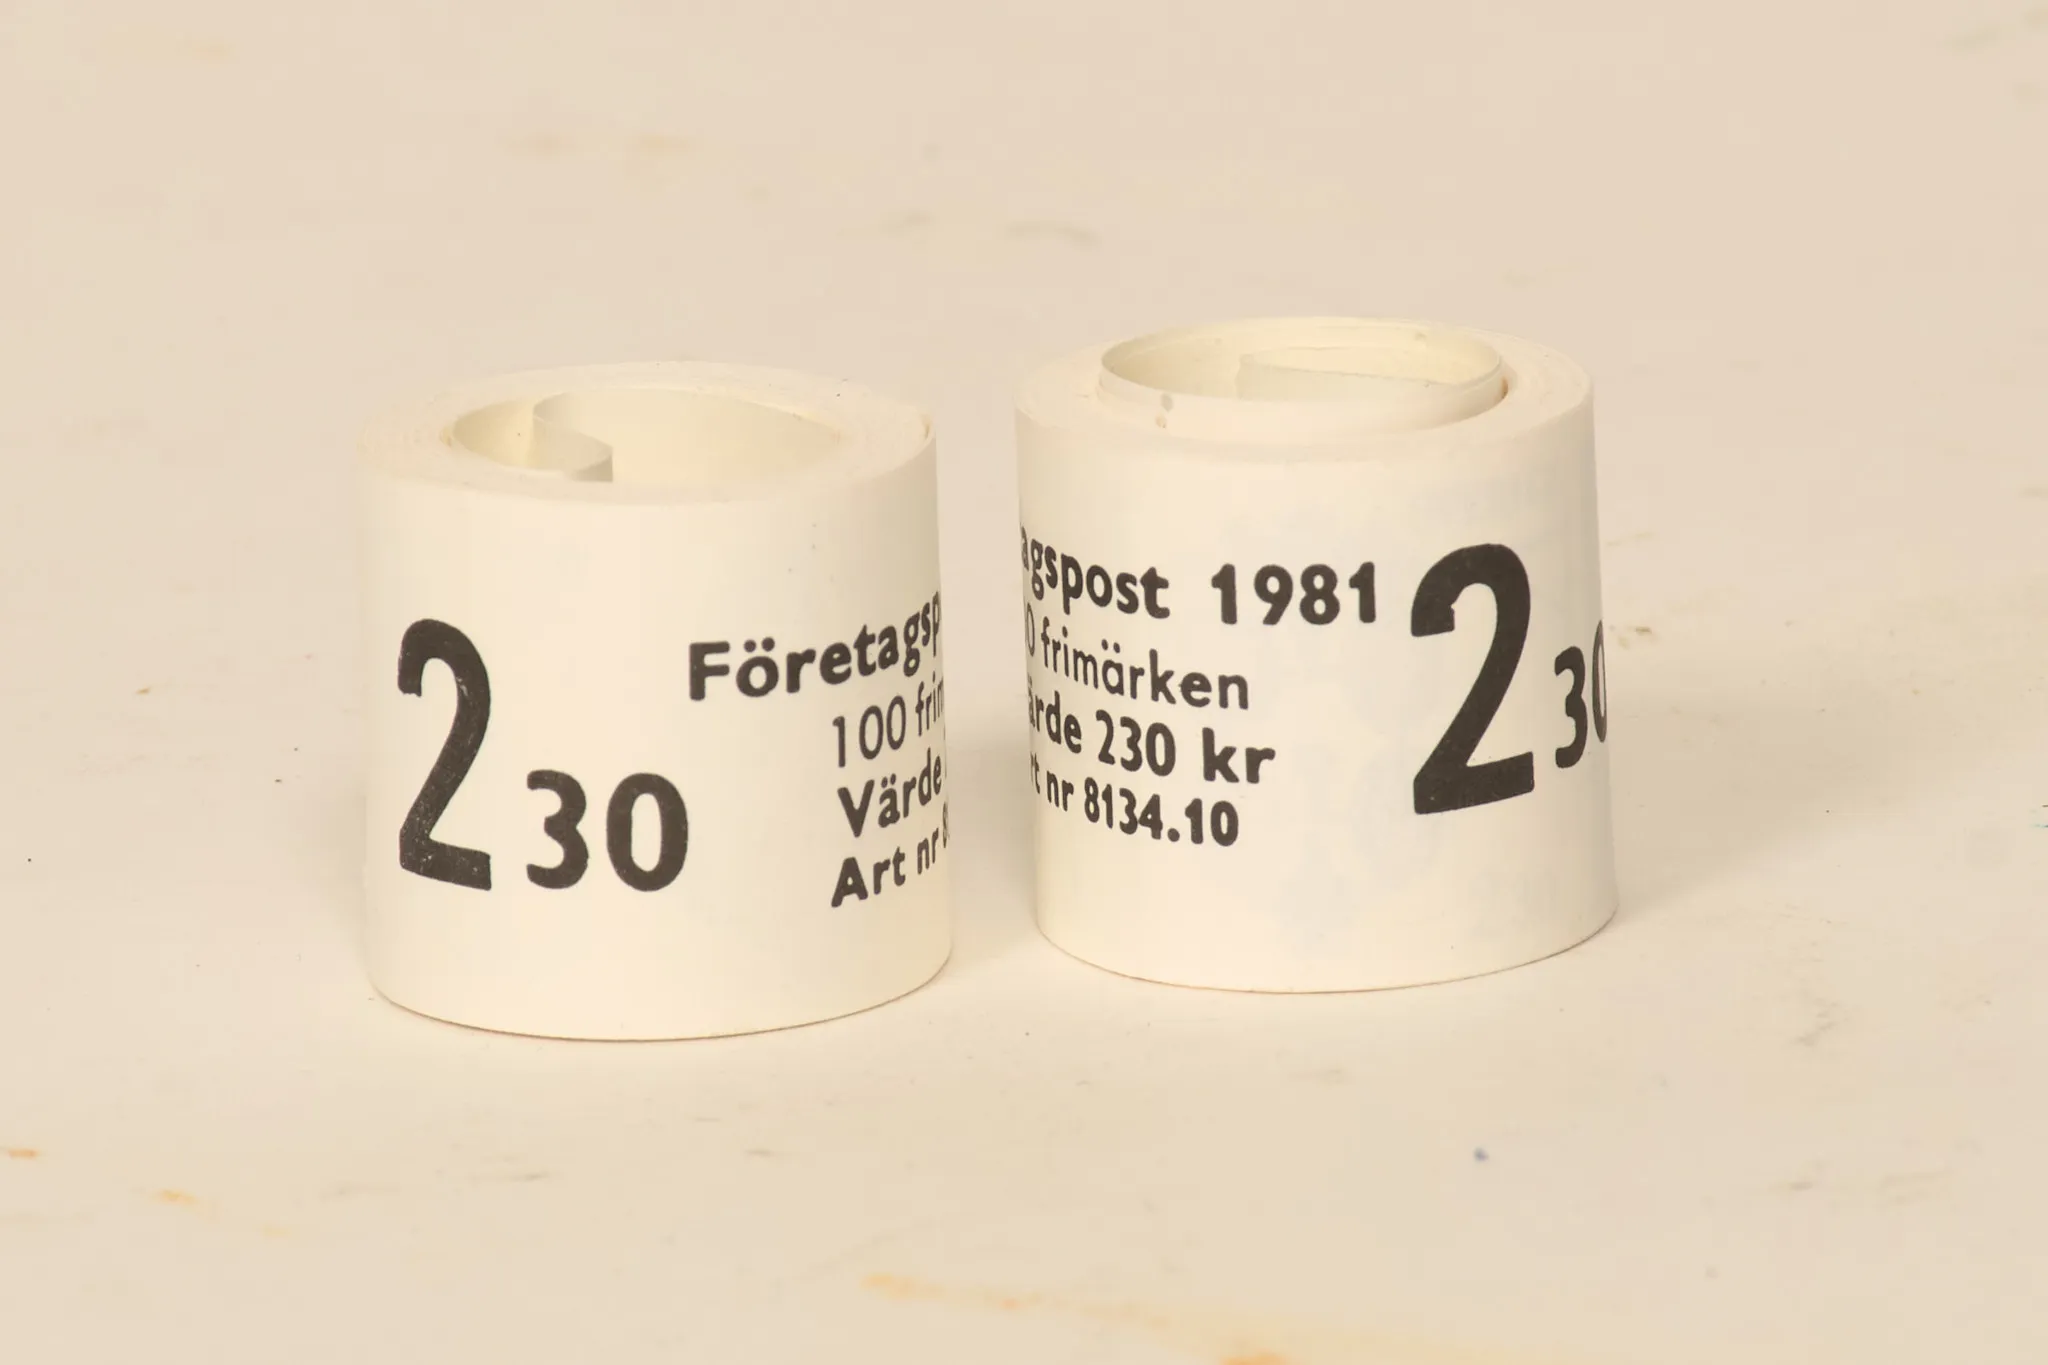 2 30
Företagsp
100 frim
Värde
Art nr 8
agspost 1981
0 frimärken
ärde 230 kr
rt nr 8134.10
2 30